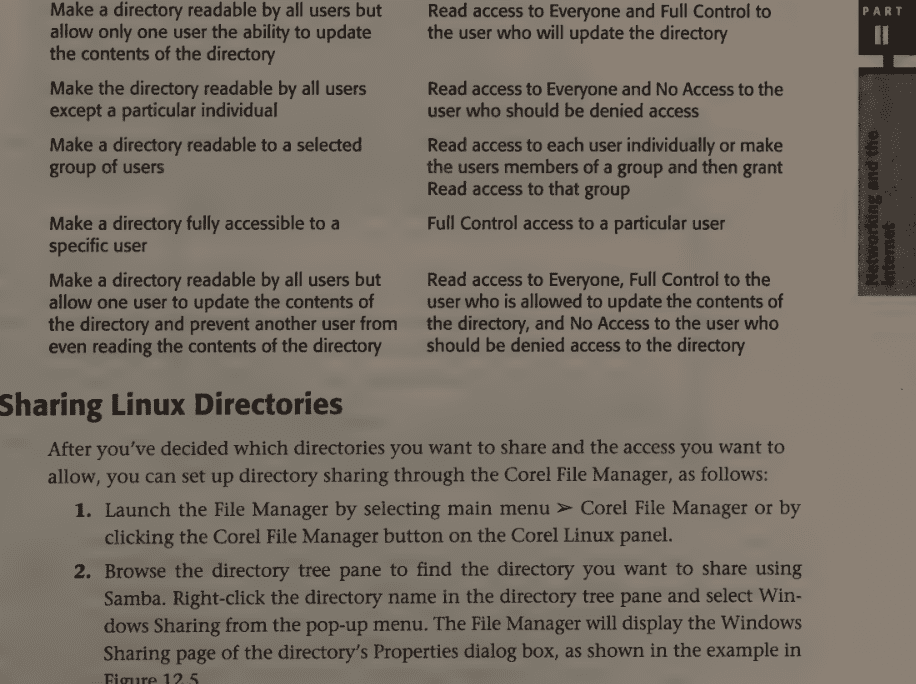 Make a directory readable by all users but
allow only one user the ability to update
the contents of the directory
Read access to Everyone and Full Control to
the user who will update the directory
Make the directory readable by all users
except a particular individual
Read access to Everyone and No Access to the
user who should be denied access
Make a directory readable to a selected
group of users
Read access to each user individually or make
the users members of a group and then grant
Read access to that group
Make a directory fully accessible to a
specific user
Full Control access to a particular user
Make a directory readable by all users but
allow one user to update the contents of
the directory and prevent another user from
even reading the contents of the directory
Read access to Everyone, Full Control to the
user who is allowed to update the contents of
the directory, and No Access to the user who
should be denied access to the directory
Sharing Linux Directories
After you've decided which directories you want to share and the access you want to
allow, you can set up directory sharing through the Corel File Manager, as follows:
1. Launch the File Manager by selecting main menu ➢ Corel File Manager or by
clicking the Corel File Manager button on the Corel Linux panel.
2. Browse the directory tree pane to find the directory you want to share using
Samba. Right-click the directory name in the directory tree pane and select Win-
dows Sharing from the pop-up menu. The File Manager will display the Windows
Sharing page of the directory's Properties dialog box, as shown in the example in
Figure 12.5
PART
II
Networking and the
Internet